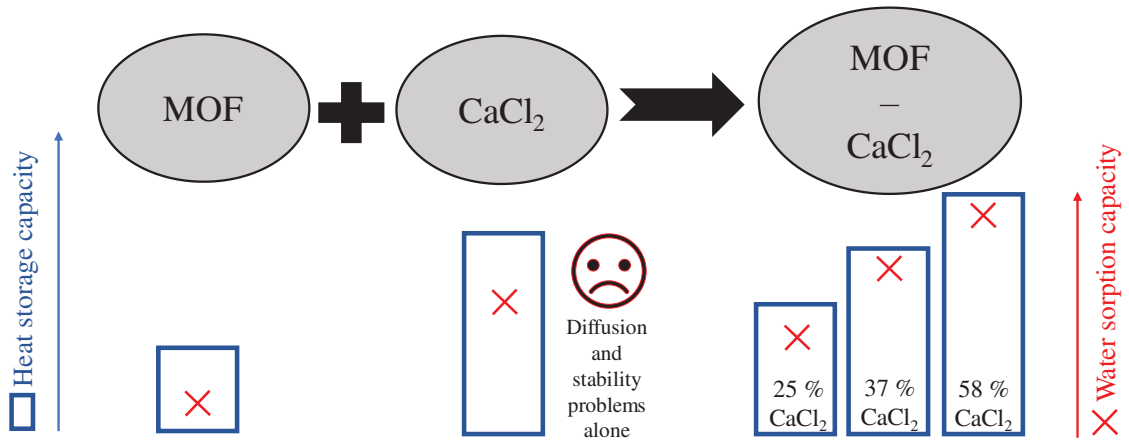 MOF
CaCl₂
MOF
–
CaCl₂
Heat storage capacity
Diffusion
and
stability
problems
alone
25 %
CaCl₂
37 %
CaCl₂
58 %
CaCl₂
Water sorption capacity